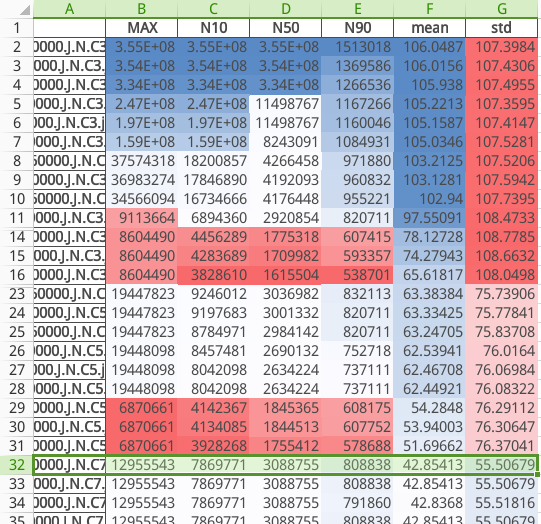 A B C D E F G
1 MAX N10 N50 N90 mean std
2 0000.J.N.C3 3.55E+08 3.55E+08 3.55E+08 1513018 106.0487 107.3984
3 0000.J.N.C3 3.54E+08 3.54E+08 3.54E+08 1369586 106.0156 107.4306
4 0000.J.N.C3 3.34E+08 3.34E+08 3.34E+08 1266536 105.938 107.4955
5 0000.J.N.C3. 2.47E+08 2.47E+08 11498767 1167266 105.2213 107.3595
6 0000.J.N.C3.j 1.97E+08 1.97E+08 11498767 1160046 105.1587 107.4147
7 0000.J.N.C3. 1.59E+08 1.59E+08 8243091 1084931 105.0346 107.5281
8 50000.J.N.C 37574318 18200857 4266458 971880 103.2125 107.5206
9 50000.J.N.C 36983274 17846890 4192093 960832 103.1281 107.5942
10 50000.J.N.C 34566094 16734666 4176448 955221 102.94 107.7395
11 0000.J.N.C3. 9113664 6894360 2920854 820711 97.55091 108.4733
14 0000.J.N.C3. 8604490 4456289 1775318 607415 78.12728 108.7785
15 0000.J.N.C3. 8604490 4283689 1709982 593357 74.27943 108.6632
16 0000.J.N.C3 8604490 3828610 1615504 538701 65.61817 108.0498
23 50000.J.N.C 19447823 9246012 3036982 832113 63.38384 75.73906
24 50000.J.N.C 19447823 9197683 3001332 820711 63.33425 75.77841
25 50000.J.N.C 19447823 8784971 2984142 820711 63.24705 75.83708
26 0000.J.N.C5. 19448098 8457481 2690132 752718 62.53941 76.0164
27 0000.J.N.C5.j 19448098 8042098 2634224 737111 62.46708 76.06984
28 0000.J.N.C5. 19448098 8042098 2634224 737111 62.44921 76.08322
29 0000.J.N.C5 6870661 4142367 1845365 608175 54.2848 76.29112
30 0000.J.N.C5 6870661 4134085 1844513 607752 53.94003 76.30647
31 0000.J.N.C5 6870661 3928268 1755412 578688 51.69662 76.37041
32 0000.J.N.C7 12955543 7869771 3088755 808838 42.85413 55.50679
33 0000.J.N.C7. 12955543 7869771 3088755 808838 42.85413 55.50679
34 0000.J.N.C7 12955543 7869771 3088755 791860 42.8368 55.51816
35 0000.J.N.C7 12955543 7869771 3088755 808838 42.85413 55.50679